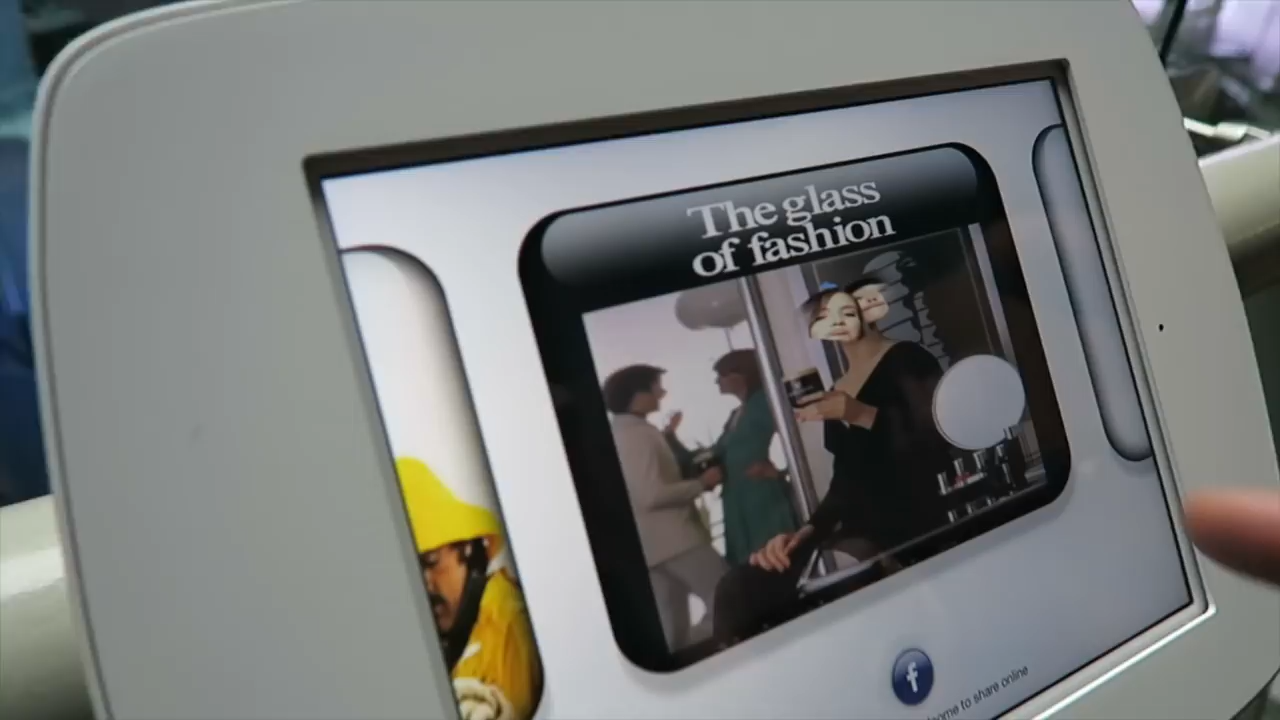 The glass
of fashion
f
to share online